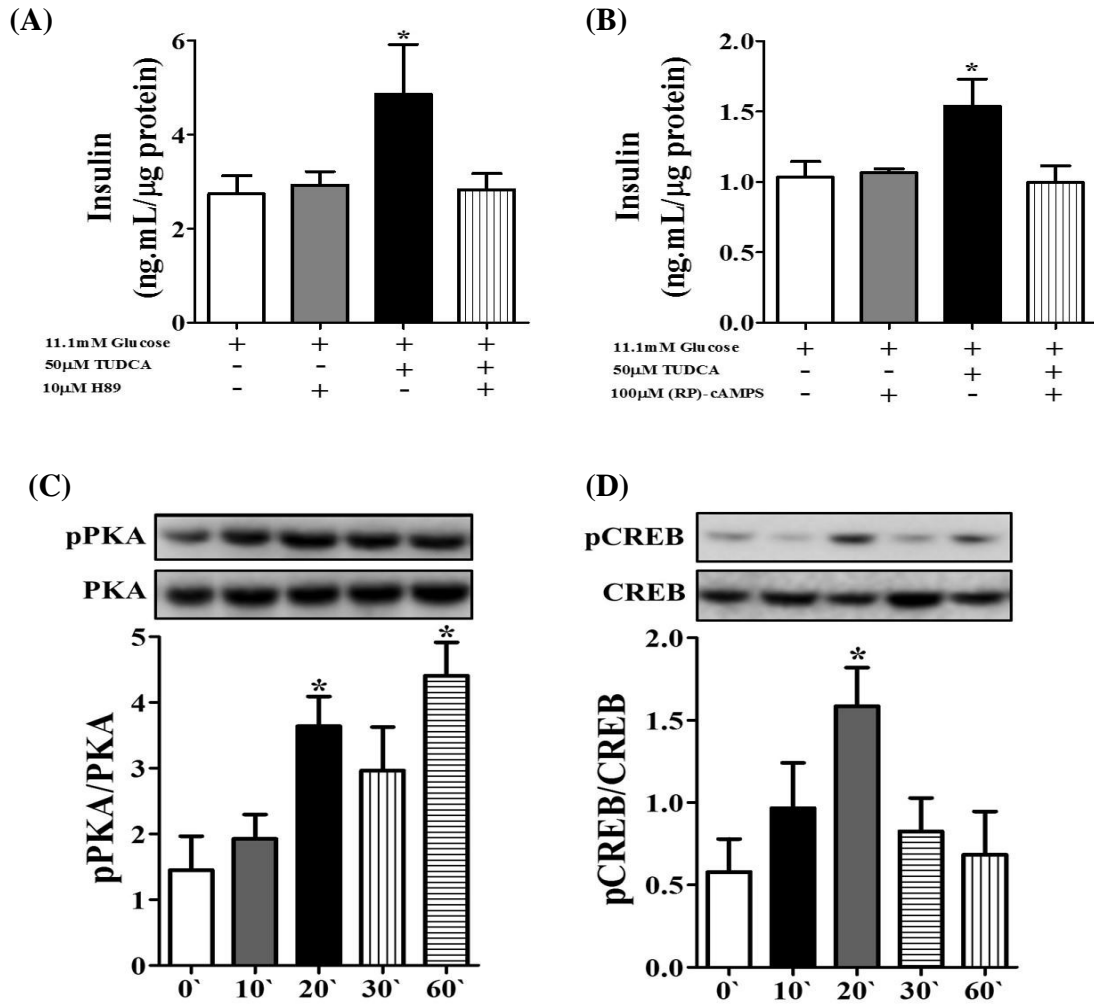 (A)
Insulin
(ng.mL/µg protein)
6
4
2
0
*
11.1mM Glucose + + + +
50µM TUDCA - - + +
10µM H89 - + - +
(B)
Insulin
(ng.mL/µg protein)
2.0
1.5
1.0
0.5
0.0
*
11.1mM Glucose + + + +
50µM TUDCA - - + +
100µM (RP)-cAMPS - + - +
(C)
pPKA
PKA
pPKA/PKA
5
4
3
2
1
0
*
*
0` 10` 20` 30` 60`
(D)
pCREB
CREB
pCREB/CREB
2.0
1.5
1.0
0.5
0.0
*
0` 10` 20` 30` 60`